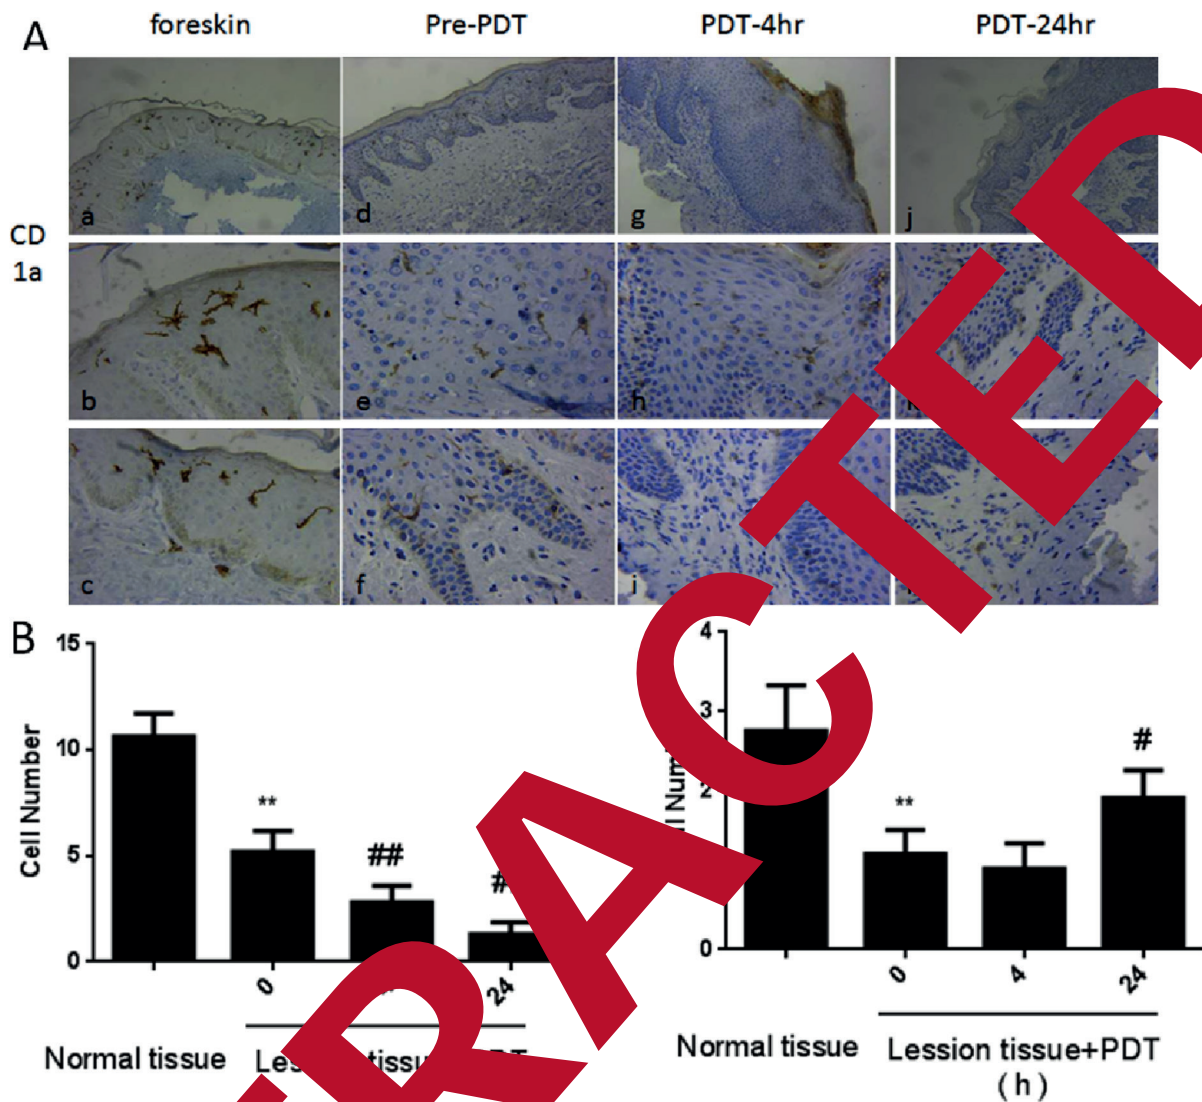 A
foreskin Pre-PDT PDT-4hr PDT-24hr
CD
1a
a d g j
b e h
c f i
B
15
10
5
0
Cell Number
** ##
0 24
Normal tissue
4
3
2
0
** #
0 4 24
Normal tissue Lession tissue+PDT
( h )
RACTED